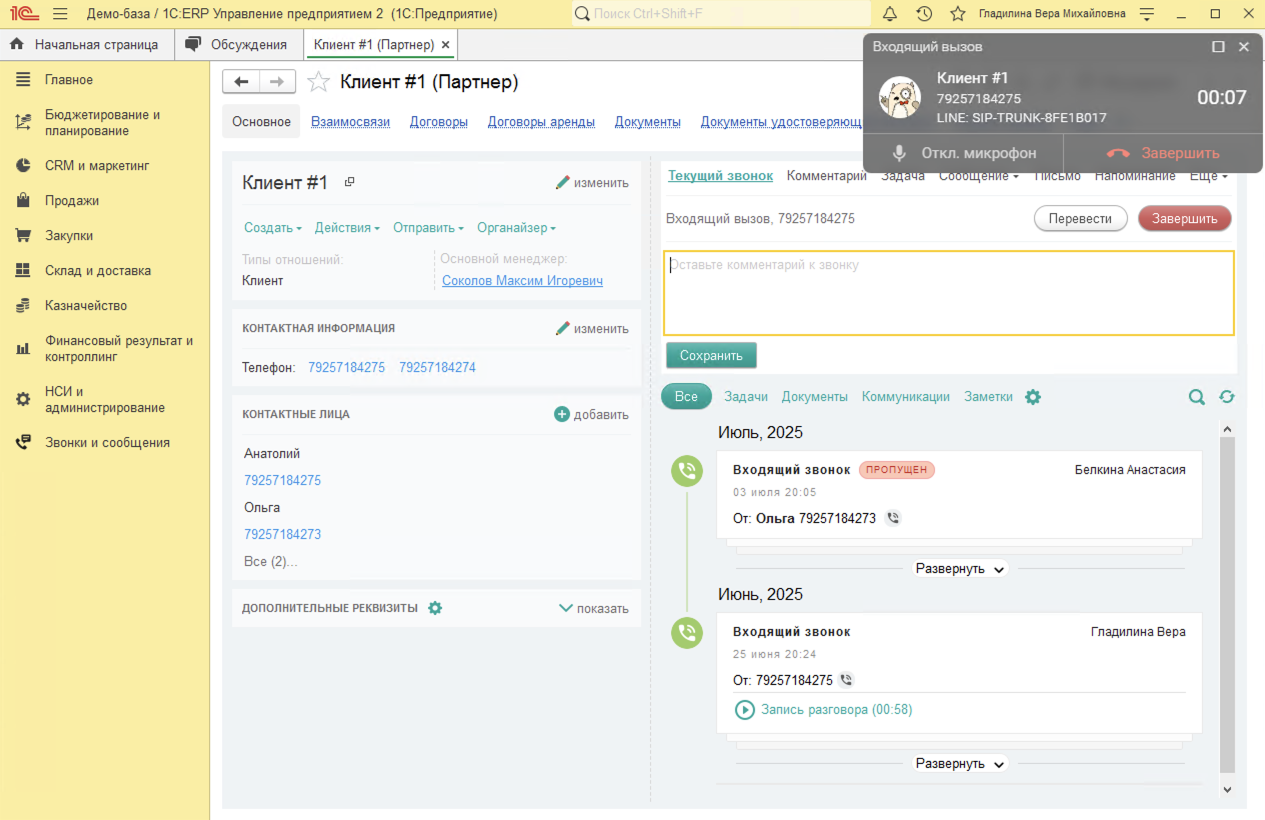 1С Демо-база / 1С:ERP Управление предприятием 2 (1С:Предприятие) Поиск Ctrl+Shift+F Гладилина Вера Михайловна
Начальная страница Обсуждения Клиент #1 (Партнер) ×
Входящий вызов
Клиент #1
79257184275
LINE: SIP-TRUNK-8FE1B017
00:07
Откл. микрофон Завершить
Главное
Бюджетирование и
планирование
CRM и маркетинг
Продажи
Закупки
Склад и доставка
Казначейство
Финансовый результат и
контроллинг
НСИ и
администрирование
Звонки и сообщения
Клиент #1 (Партнер)
Основное Взаимосвязи Договоры Договоры аренды Документы Документы удостоверяющ
Клиент #1 изменить
Создать Действия Отправить Органайзер
Типы отношений: Основной менеджер:
Клиент Соколов Максим Игоревич
КОНТАКТНАЯ ИНФОРМАЦИЯ изменить
Телефон: 79257184275 79257184274
КОНТАКТНЫЕ ЛИЦА добавить
Анатолий
79257184275
Ольга
79257184273
Все (2)...
ДОПОЛНИТЕЛЬНЫЕ РЕКВИЗИТЫ показать
Текущий звонок Комментарий Задача Сообщение Письмо Напоминание Еще
Входящий вызов, 79257184275 Перевести Завершить
Оставьте комментарий к звонку
Сохранить
Все Задачи Документы Коммуникации Заметки
Июль, 2025
Входящий звонок ПРОПУЩЕН Белкина Анастасия
03 июля 20:05
От: Ольга 79257184273
Развернуть
Июнь, 2025
Входящий звонок Гладилина Вера
25 июня 20:24
От: 79257184275
Запись разговора (00:58)
Развернуть